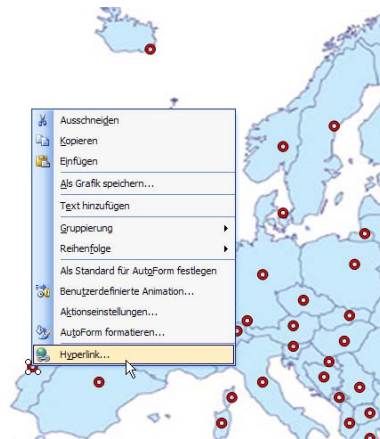 Ausschneiden
Kopieren
Einfügen
Als Grafik speichern...
Text hinzufügen
Gruppierung
Reihenfolge
Als Standard für AutoForm festlegen
Benutzerdefinierte Animation...
Aktionseinstellungen...
AutoForm formatieren...
Hyperlink...